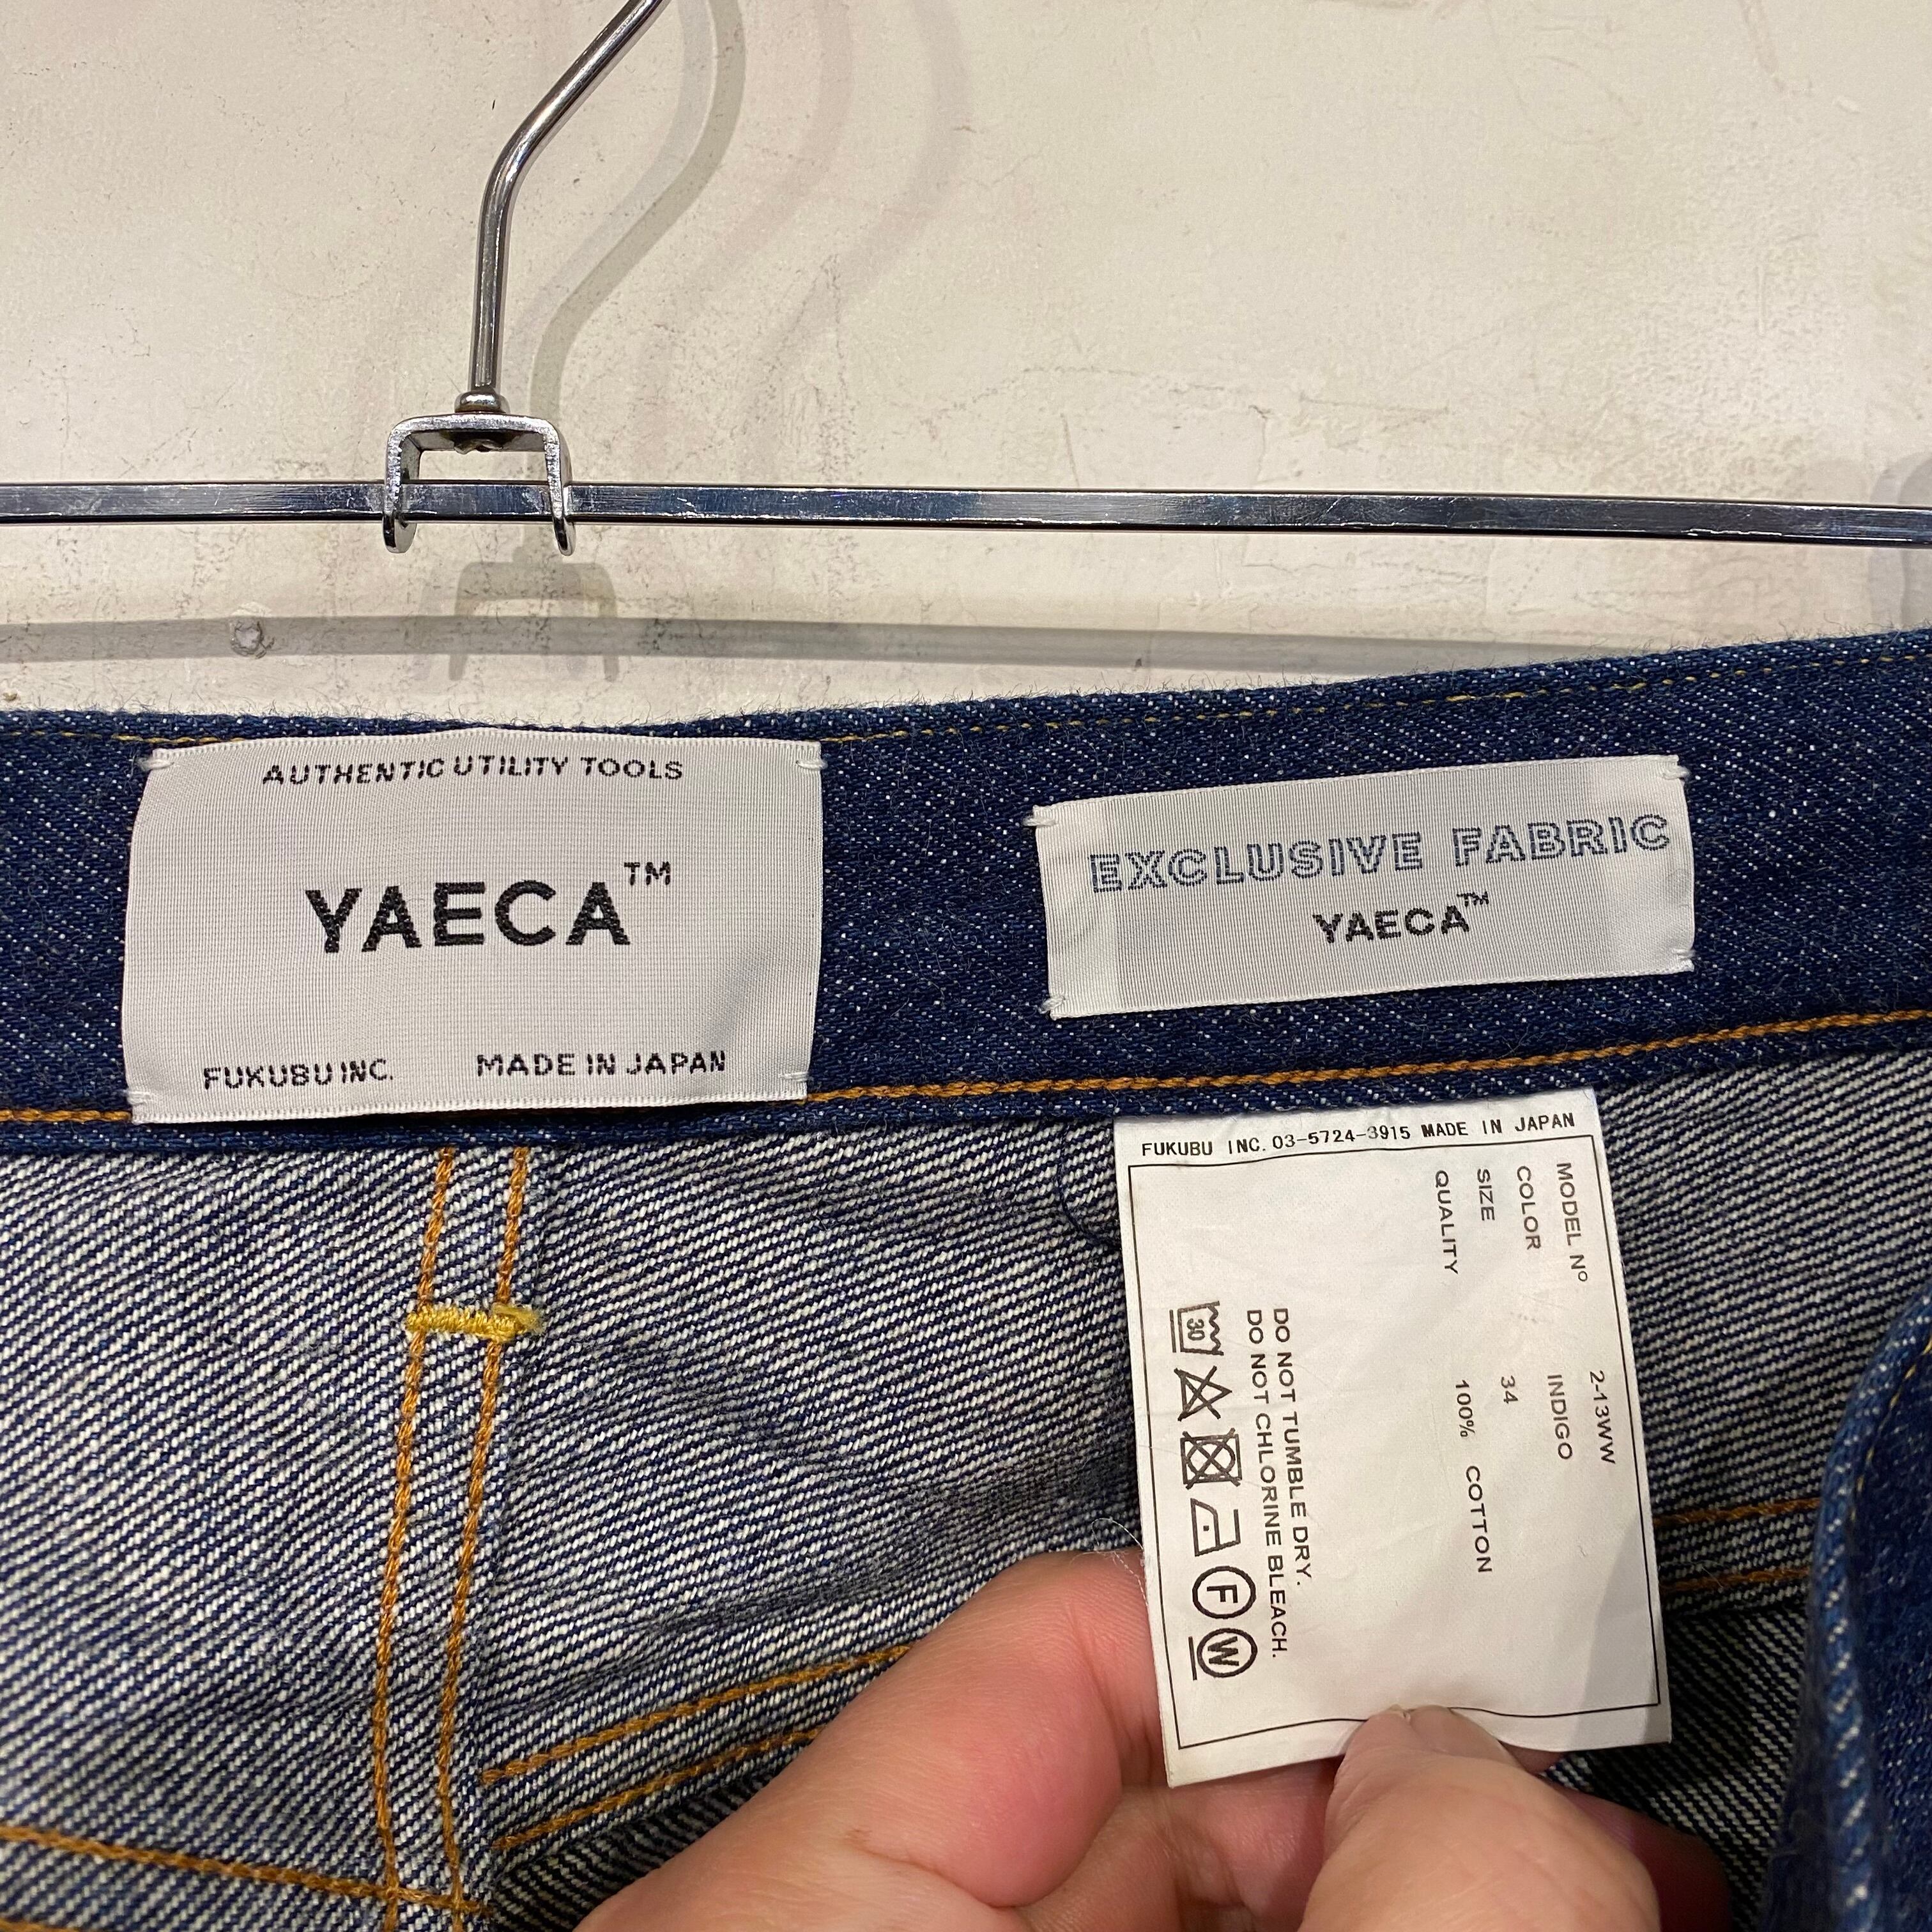 AUTHENTIC UTILITY TOOLS
YAECA™
FUKUBU INC. MADE IN JAPAN
EXCLUSIVE FABRIC
YAECA™
FUKUBU INC. 03-5724-3915 MADE IN JAPAN
MODEL Nº 2-13WW
COLOR INDIGO
SIZE 34
QUALITY 100% COTTON
DO NOT TUMBLE DRY.
DO NOT CHLORINE BLEACH.
30 F W